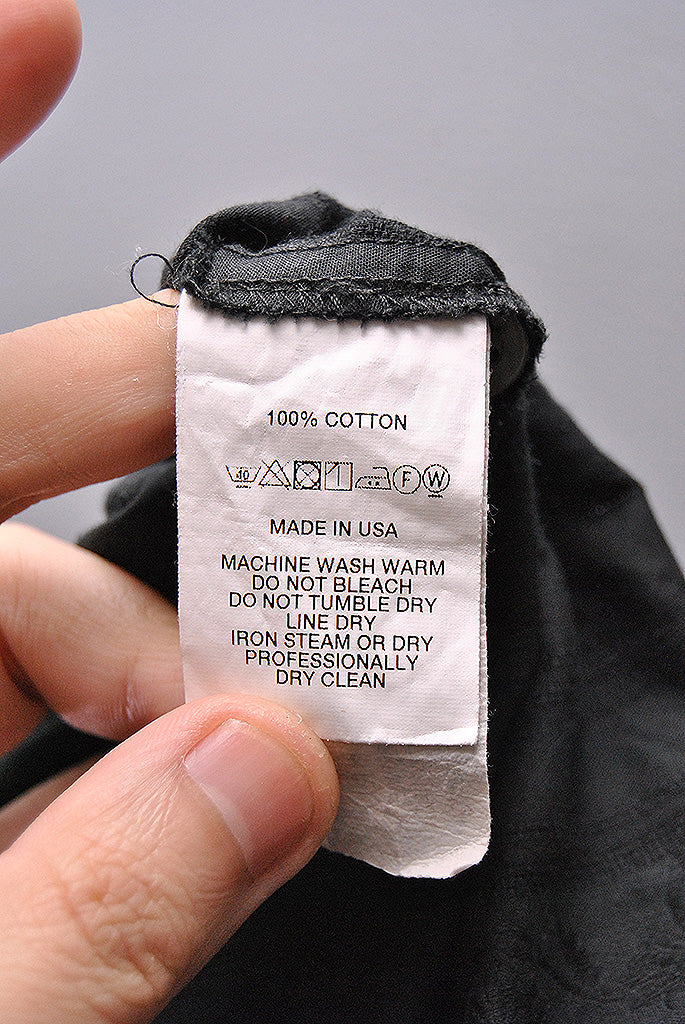 100% COTTON
40 F W
MADE IN USA
MACHINE WASH WARM
DO NOT BLEACH
DO NOT TUMBLE DRY
LINE DRY
IRON STEAM OR DRY
PROFESSIONALLY
DRY CLEAN